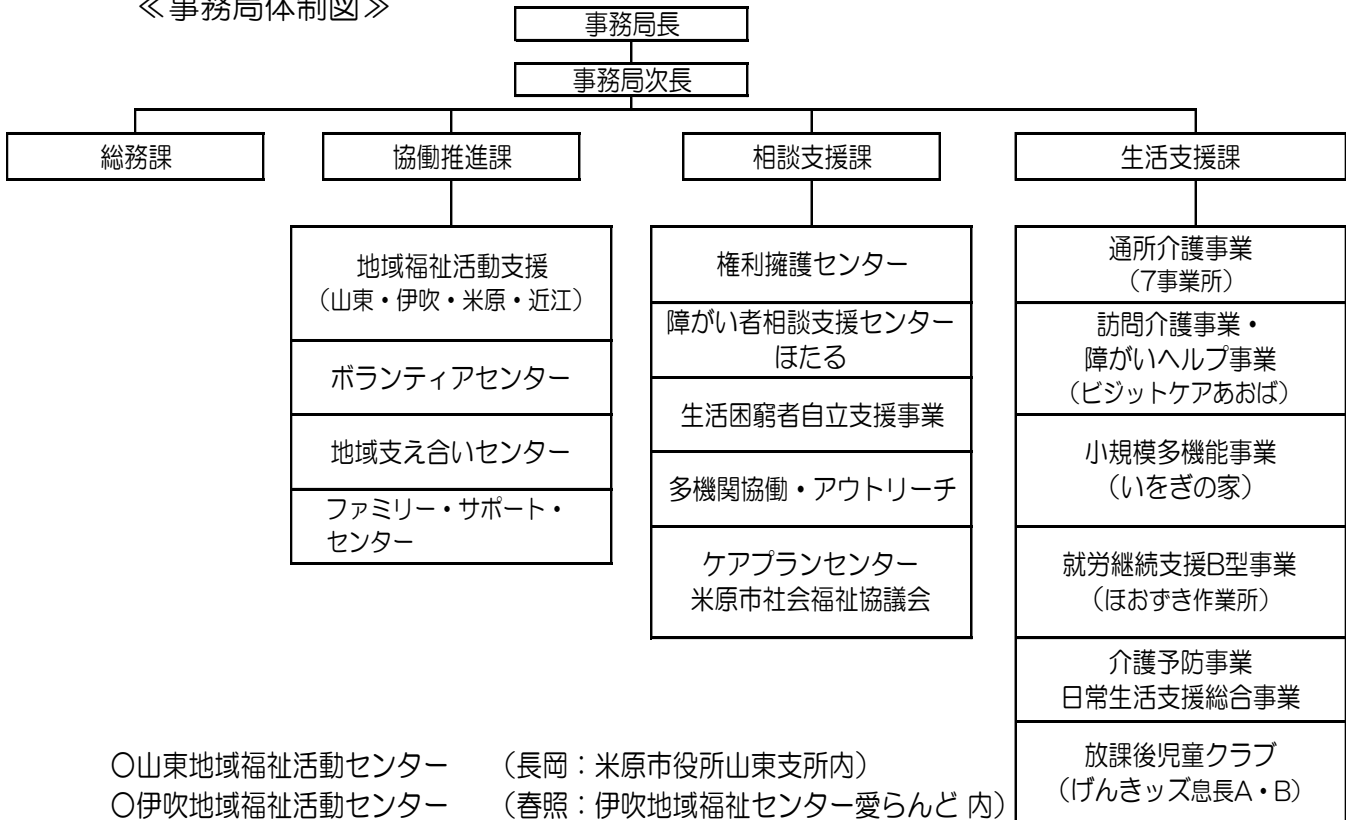 ≪事務局体制図≫
事務局長
事務局次長
総務課
協働推進課
相談支援課
生活支援課
地域福祉活動支援
（山東・伊吹・米原・近江）
ボランティアセンター
地域支え合いセンター
ファミリー・サポート・
センター
権利擁護センター
障がい者相談支援センター
ほたる
生活困窮者自立支援事業
多機関協働・アウトリーチ
ケアプランセンター
米原市社会福祉協議会
通所介護事業
（7事業所）
訪問介護事業・
障がいヘルプ事業
（ビジットケアあおば）
小規模多機能事業
（いをぎの家）
就労継続支援B型事業
（ほおずき作業所）
介護予防事業
日常生活支援総合事業
放課後児童クラブ
（げんきッズ息長A・B）
〇山東地域福祉活動センター （長岡：米原市役所山東支所内）
〇伊吹地域福祉活動センター （春照：伊吹地域福祉センター愛らんど 内）